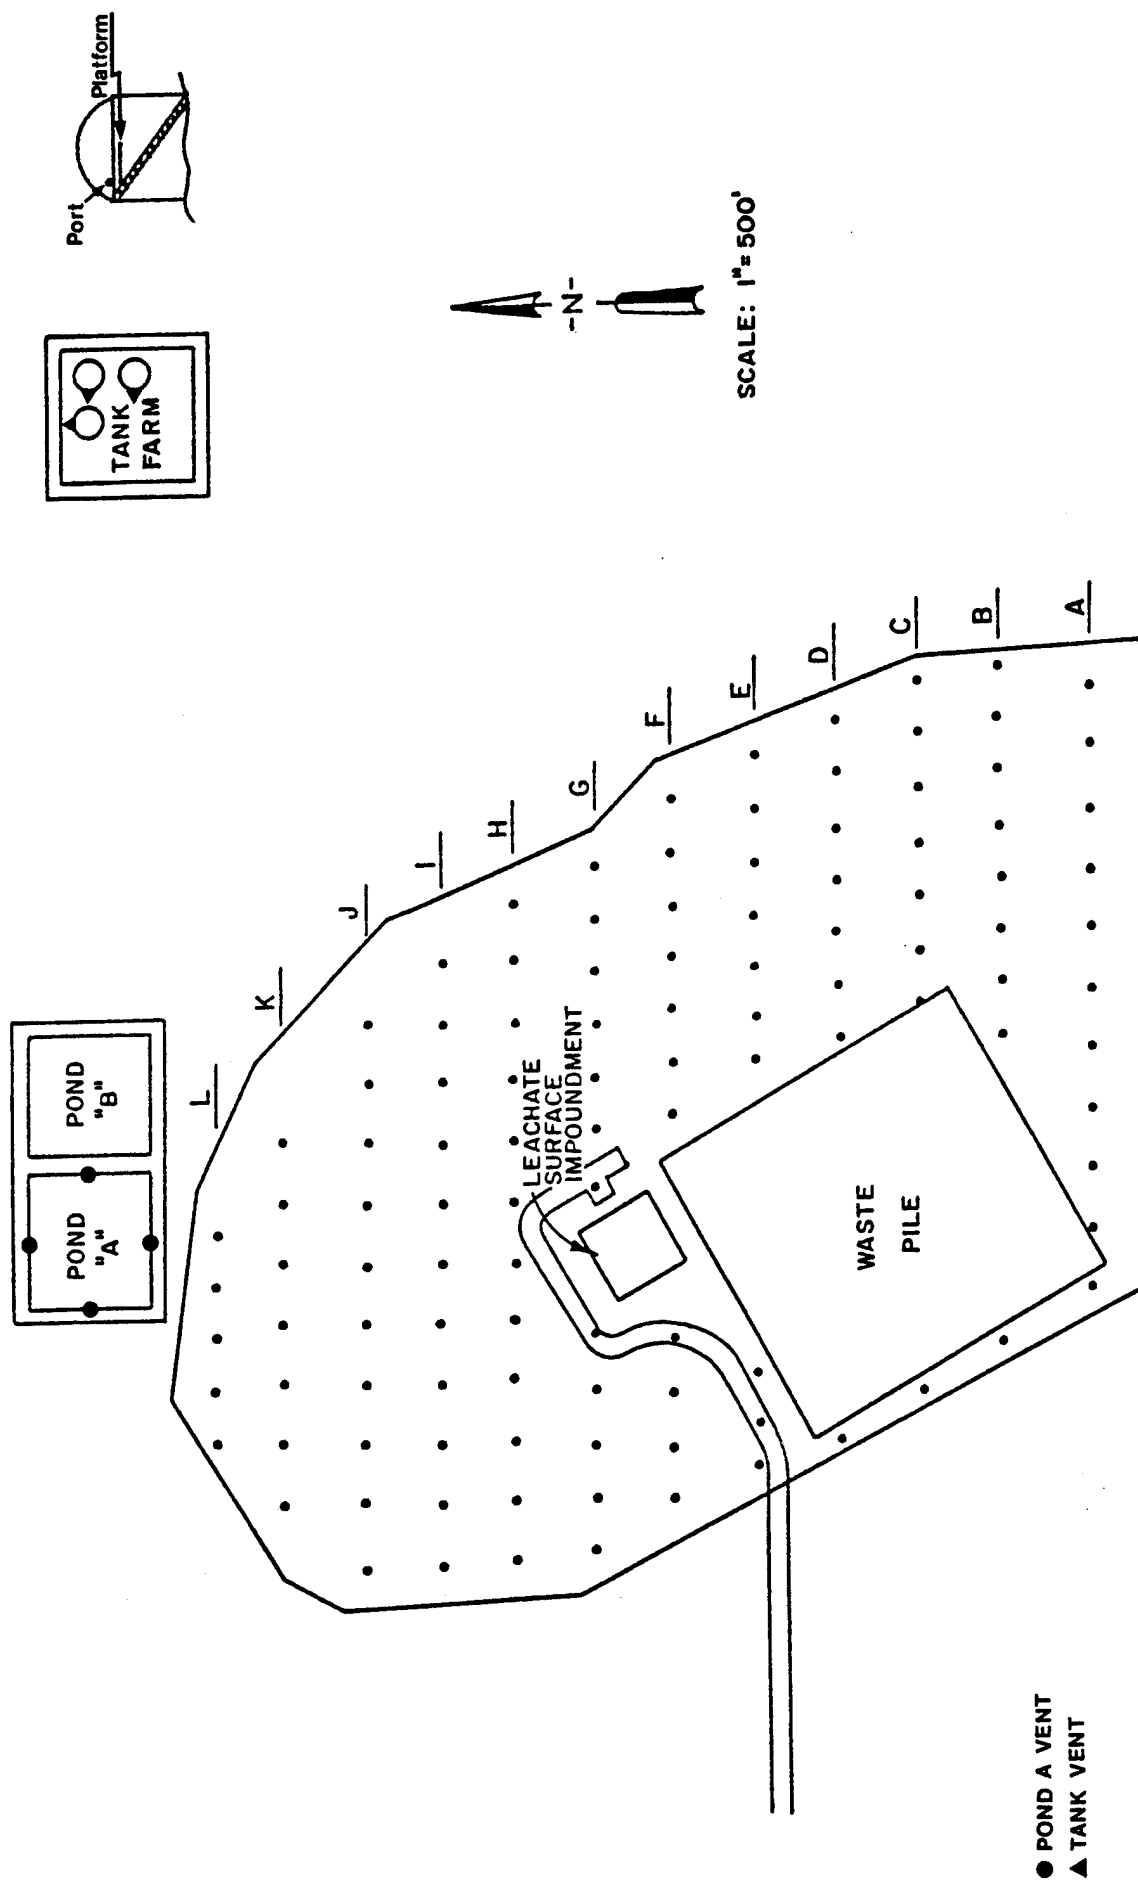 Port
Platform
TANK
FARM
-N-
SCALE: 1"=500'
POND
"A"
POND
"B"
L
K
J
I
H
G
F
E
D
C
B
A
LEACHATE
SURFACE
IMPOUNDMENT
WASTE
PILE
POND A VENT
TANK VENT